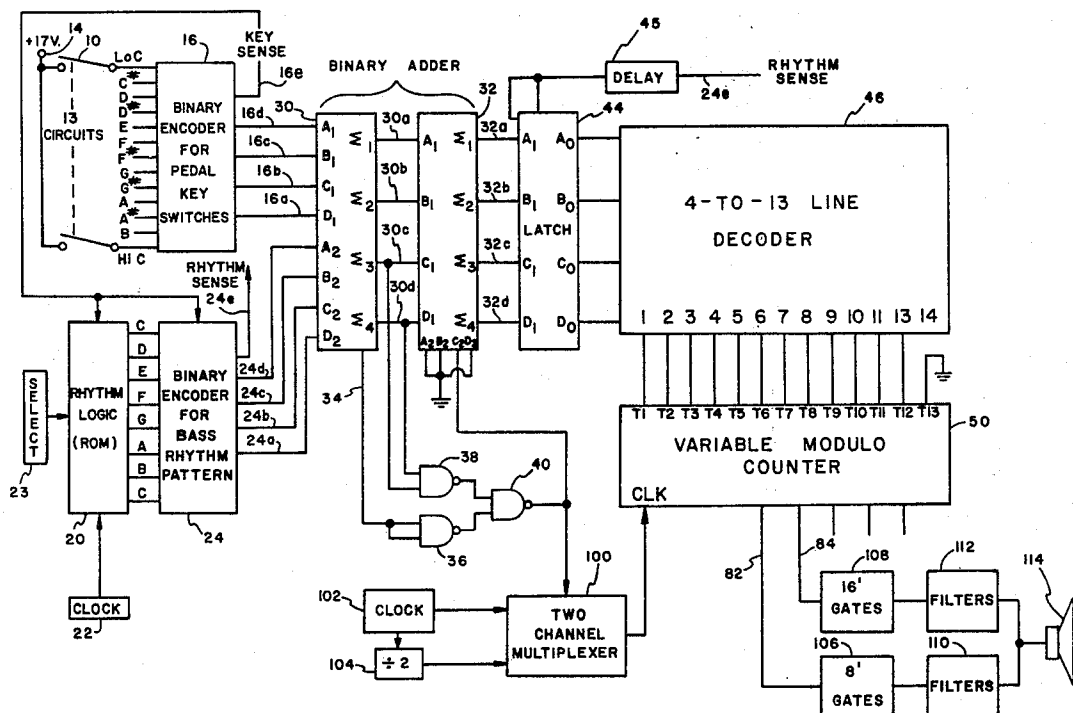 +17V.
14
10
LO C
C*
D
D*
E
F
F*
G
G*
A
A*
B
HI C
13
CIRCUITS
16
BINARY
ENCODER
FOR
PEDAL
KEY
SWITCHES
KEY
SENSE
16e
16d
16c
16b
16a
BINARY ADDER
30
A1
B1
C1
D1
A2
B2
C2
D2
Σ1
Σ2
Σ3
Σ4
30a
30b
30c
30d
32
A1
B1
C1
D1
Σ1
Σ2
Σ3
Σ4
A2 B2 C2 D2
32a
32b
32c
32d
45
DELAY
RHYTHM
SENSE
24e
44
A1
B1
LATCH
C1
D1
A0
B0
C0
D0
46
4-TO-13 LINE
DECODER
1 2 3 4 5 6 7 8 9 10 11 13 14
T1 T2 T3 T4 T5 T6 T7 T8 T9 T10 T11 T12 T13
VARIABLE MODULO
COUNTER
CLK
50
RHYTHM
SENSE
24e
SELECT
23
RHYTHM
LOGIC
(ROM)
20
CLOCK
22
C
D
E
F
G
A
B
C
BINARY
ENCODER
FOR
BASS
RHYTHM
PATTERN
24
24d
24c
24b
24a
34
38
36
40
102
CLOCK
104
÷ 2
100
TWO
CHANNEL
MULTIPLEXER
82
84
108
16'
GATES
112
FILTERS
114
106
8'
GATES
110
FILTERS